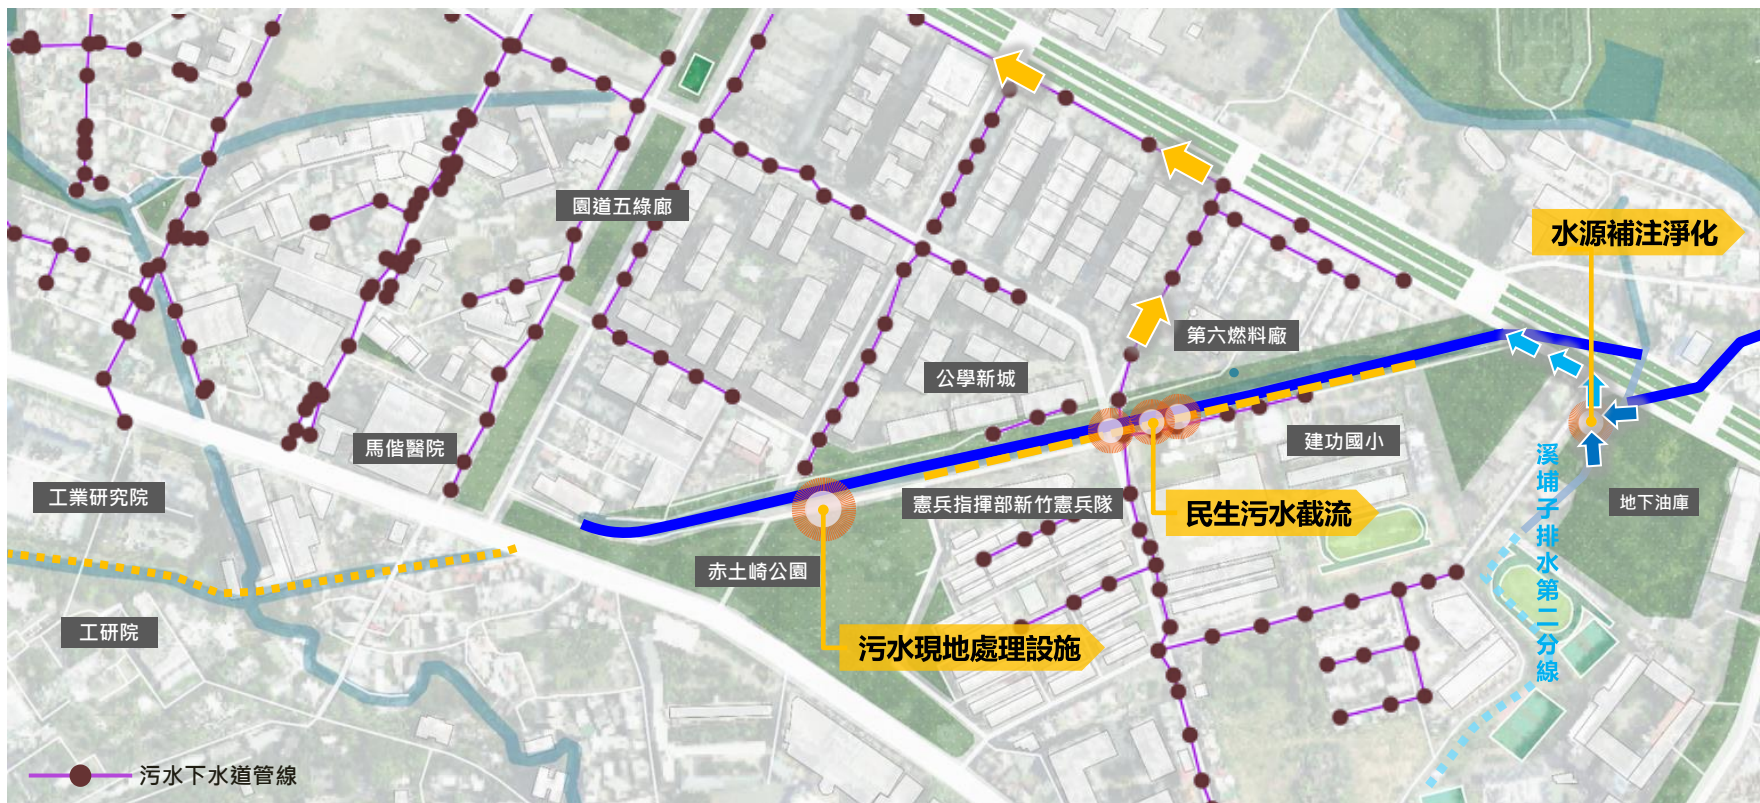 園道五綠廊
水源補注淨化
第六燃料廠
公學新城
馬偕醫院
建功國小
工業研究院
憲兵指揮部新竹憲兵隊
民生污水截流
地下油庫
溪埔子排水第二分線
赤土崎公園
工研院
污水現地處理設施
污水下水道管線